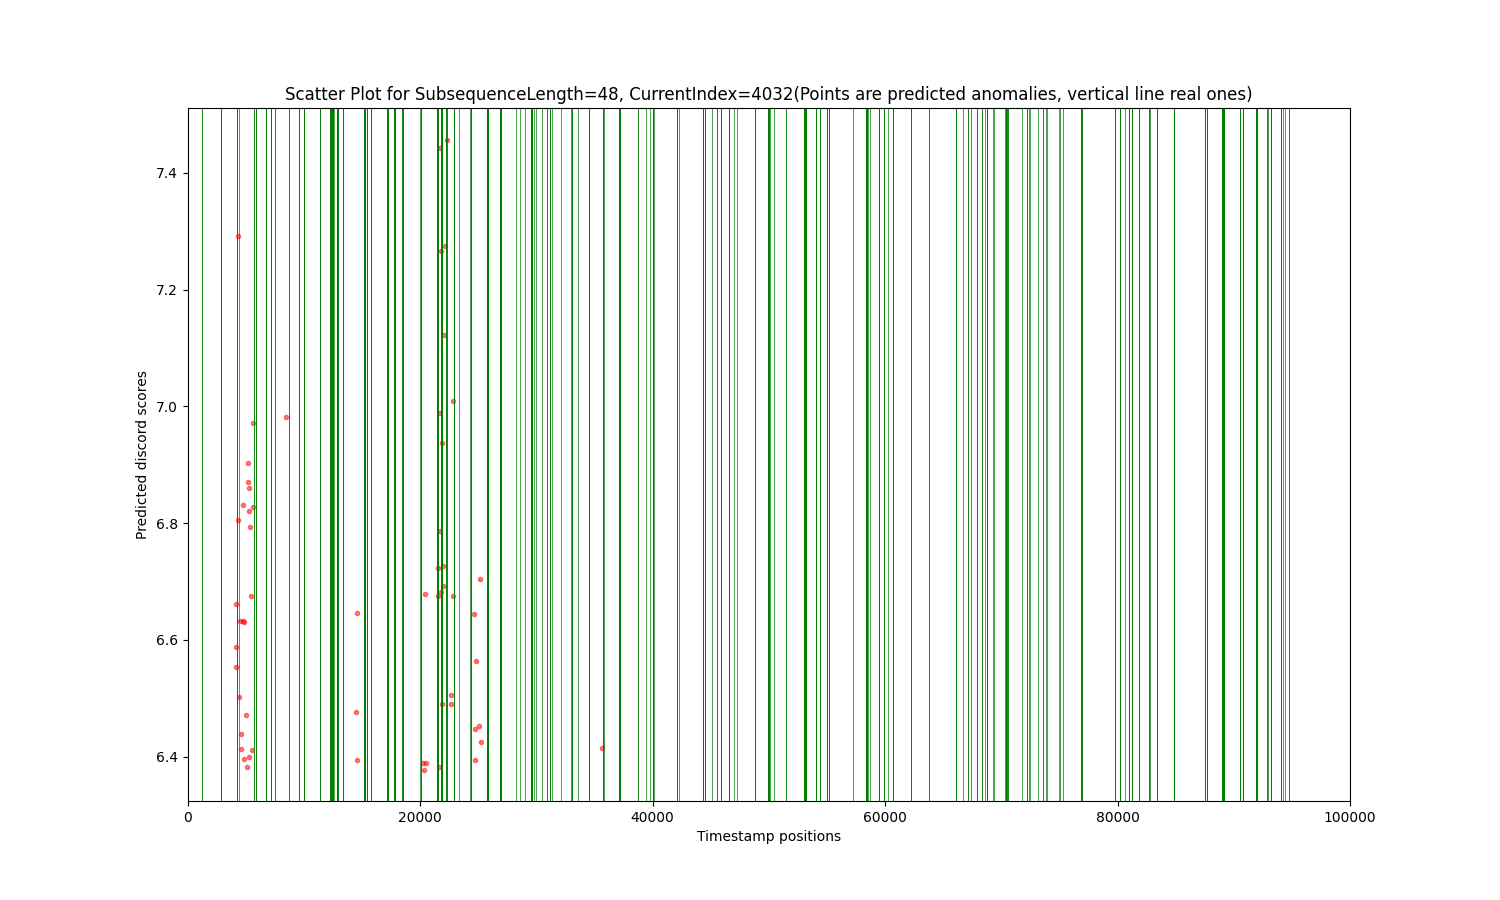 Scatter Plot for SubsequenceLength=48, CurrentIndex=4032(Points are predicted anomalies, vertical line real ones)
7.4
7.2
7.0
6.8
6.6
6.4
Predicted discord scores
0 20000 40000 60000 80000 100000
Timestamp positions